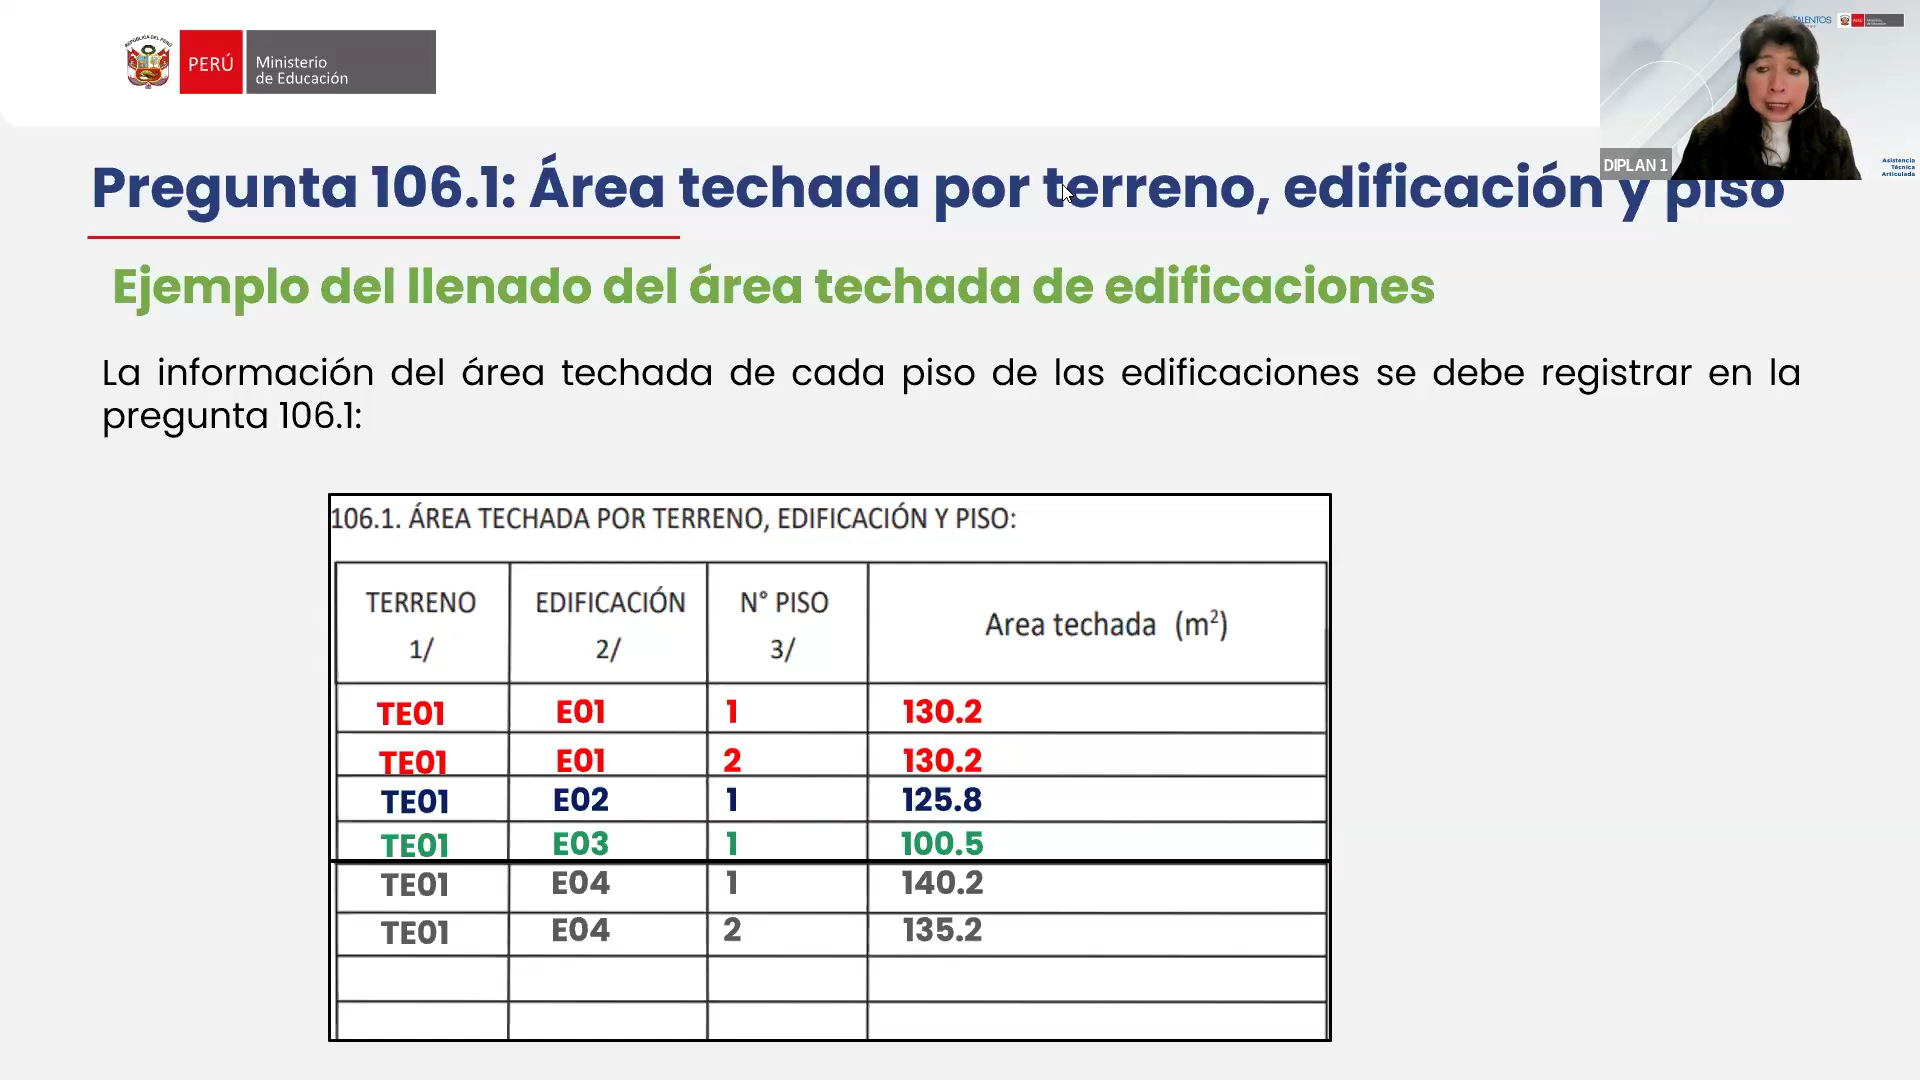 REPÚBLICA DEL PERÚ
PERÚ
Ministerio
de Educación
TALENTOS
DIPLAN 1
Asistencia
Técnica
Articulada
Pregunta 106.1: Área techada por terreno, edificación y piso
Ejemplo del llenado del área techada de edificaciones
La información del área techada de cada piso de las edificaciones se debe registrar en la
pregunta 106.1:
106.1. ÁREA TECHADA POR TERRENO, EDIFICACIÓN Y PISO:
TERRENO 1/ EDIFICACIÓN 2/ N° PISO 3/ Area techada (m²)
TE01 E01 1 130.2
TE01 E01 2 130.2
TE01 E02 1 125.8
TE01 E03 1 100.5
TE01 E04 1 140.2
TE01 E04 2 135.2